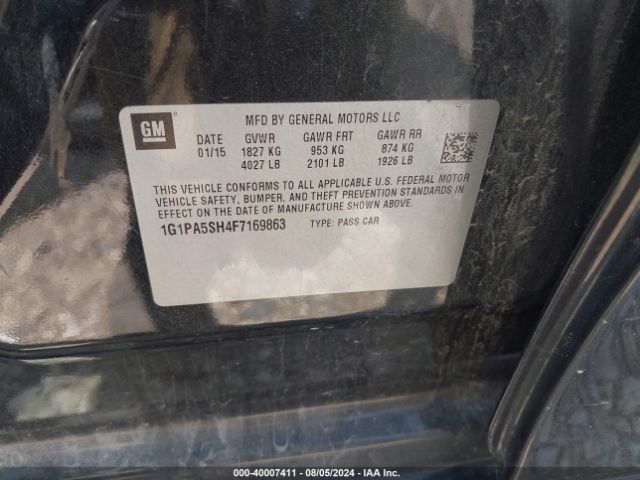 GM
MFD BY GENERAL MOTORS LLC
DATE GVWR GAWR FRT GAWR RR
01/15 1827 KG 953 KG 874 KG
4027 LB 2101 LB 1926 LB
THIS VEHICLE CONFORMS TO ALL APPLICABLE U.S. FEDERAL MOTOR
VEHICLE SAFETY, BUMPER, AND THEFT PREVENTION STANDARDS IN
EFFECT ON THE DATE OF MANUFACTURE SHOWN ABOVE.
1G1PA5SH4F7169863 TYPE: PASS CAR
000-40007411 - 08/05/2024 - IAA Inc.